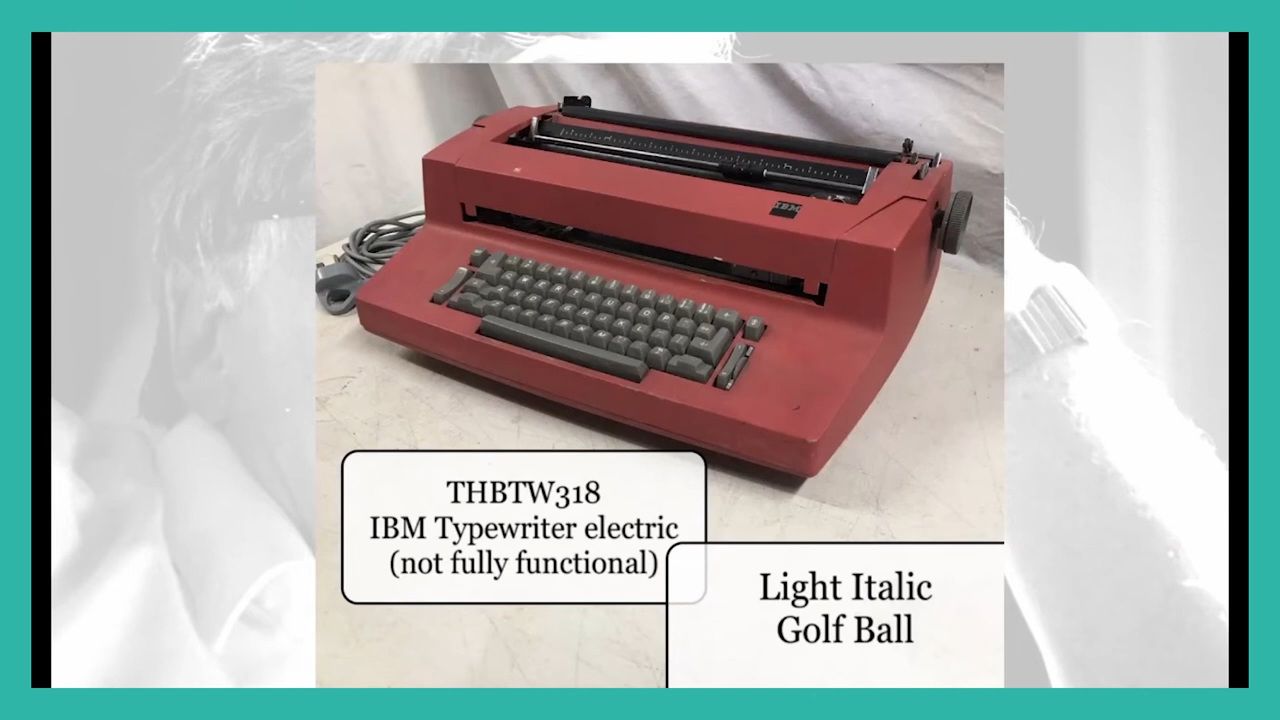 IBM
THBTW318
IBM Typewriter electric
(not fully functional)
Light Italic
Golf Ball